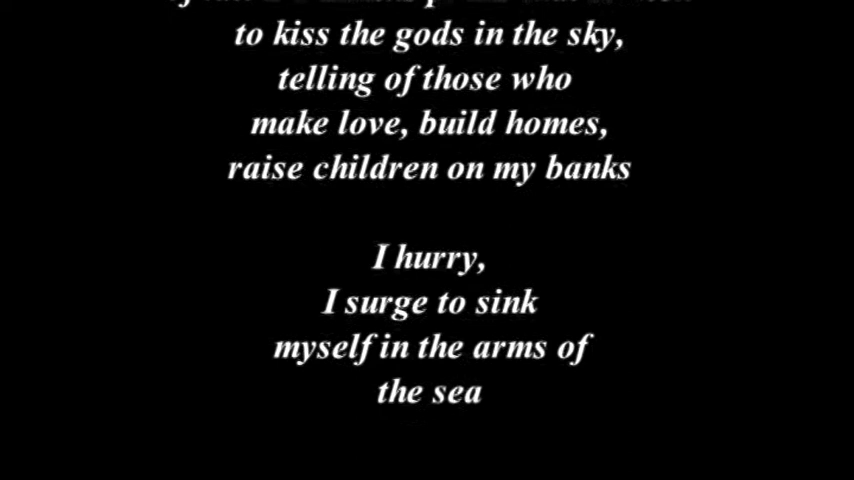 to kiss the gods in the sky,
telling of those who
make love, build homes,
raise children on my banks
I hurry,
I surge to sink
myself in the arms of
the sea